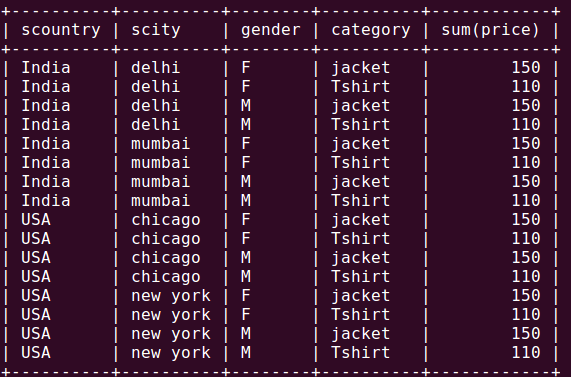 +----------+----------+--------+----------+------------+
| scountry | scity    | gender | category | sum(price) |
+----------+----------+--------+----------+------------+
| India    | delhi    | F      | jacket   |        150 |
| India    | delhi    | F      | Tshirt   |        110 |
| India    | delhi    | M      | jacket   |        150 |
| India    | delhi    | M      | Tshirt   |        110 |
| India    | mumbai   | F      | jacket   |        150 |
| India    | mumbai   | F      | Tshirt   |        110 |
| India    | mumbai   | M      | jacket   |        150 |
| India    | mumbai   | M      | Tshirt   |        110 |
| USA      | chicago  | F      | jacket   |        150 |
| USA      | chicago  | F      | Tshirt   |        110 |
| USA      | chicago  | M      | jacket   |        150 |
| USA      | chicago  | M      | Tshirt   |        110 |
| USA      | new york | F      | jacket   |        150 |
| USA      | new york | F      | Tshirt   |        110 |
| USA      | new york | M      | jacket   |        150 |
| USA      | new york | M      | Tshirt   |        110 |
+----------+----------+--------+----------+------------+